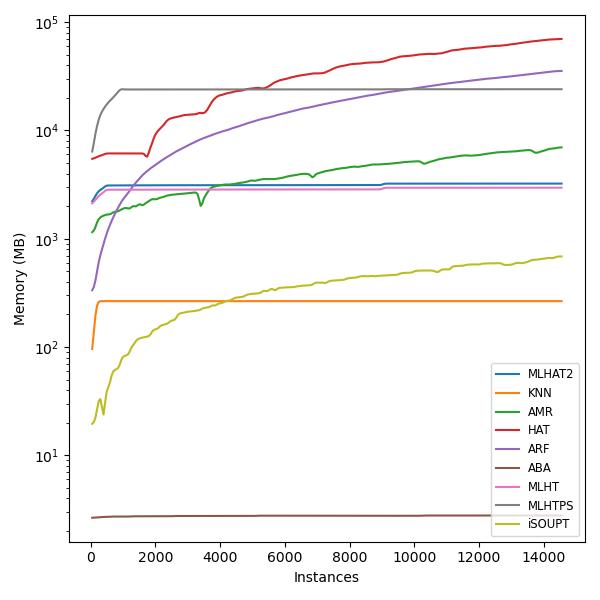 Memory (MB)
10^5
10^4
10^3
10^2
10^1
MLHAT2
KNN
AMR
HAT
ARF
ABA
MLHT
MLHTPS
iSOUPT
0 2000 4000 6000 8000 10000 12000 14000
Instances